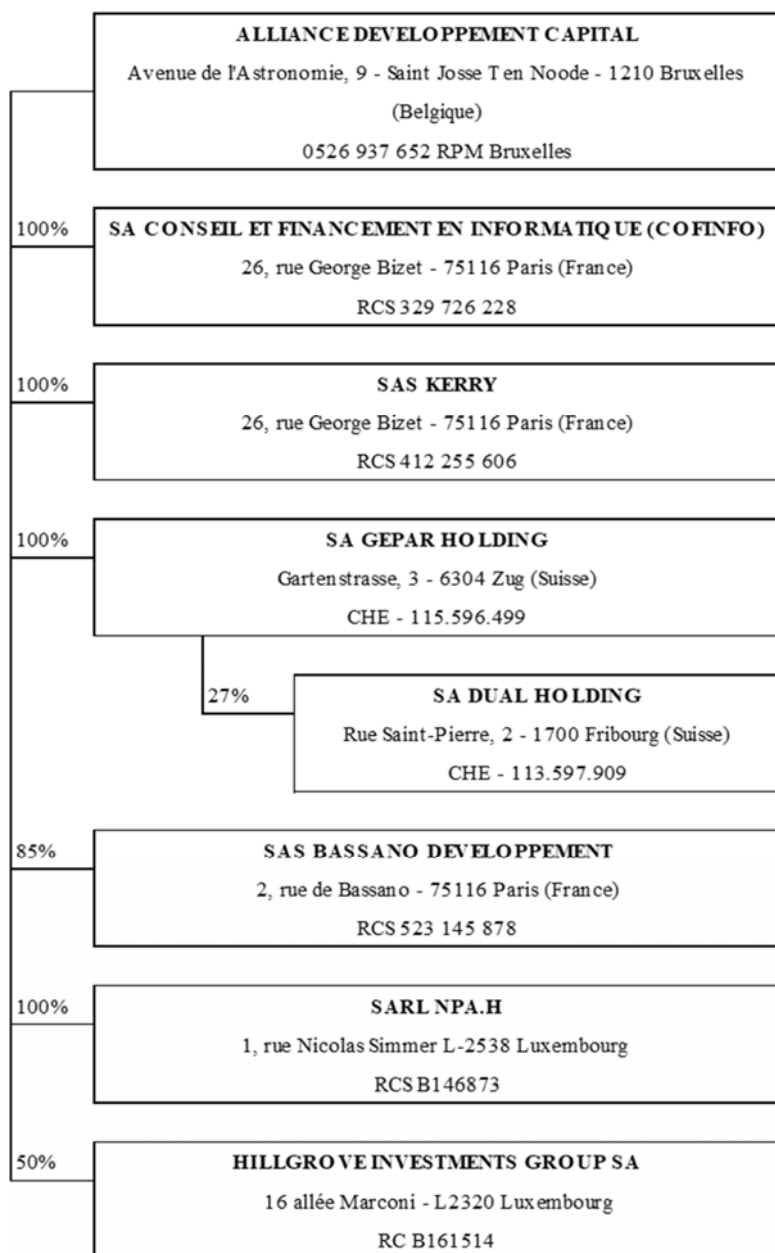 ALLIANCE DEVELOPPEMENT CAPITAL
Avenue de l'Astronomie, 9 - Saint Josse Ten Noode - 1210 Bruxelles
(Belgique)
0526 937 652 RPM Bruxelles
100%
SA CONSEIL ET FINANCEMENT EN INFORMATIQUE (COFINFO)
26, rue George Bizet - 75116 Paris (France)
RCS 329 726 228
100%
SAS KERRY
26, rue George Bizet - 75116 Paris (France)
RCS 412 255 606
100%
SA GEPAR HOLDING
Gartenstrasse, 3 - 6304 Zug (Suisse)
CHE - 115.596.499
27%
SA DUAL HOLDING
Rue Saint-Pierre, 2 - 1700 Fribourg (Suisse)
CHE - 113.597.909
85%
SAS BASSANO DEVELOPPEMENT
2, rue de Bassano - 75116 Paris (France)
RCS 523 145 878
100%
SARL NPA.H
1, rue Nicolas Simmer L-2538 Luxembourg
RCS B146873
50%
HILLGROVE INVESTMENTS GROUP SA
16 allée Marconi - L2320 Luxembourg
RC B161514